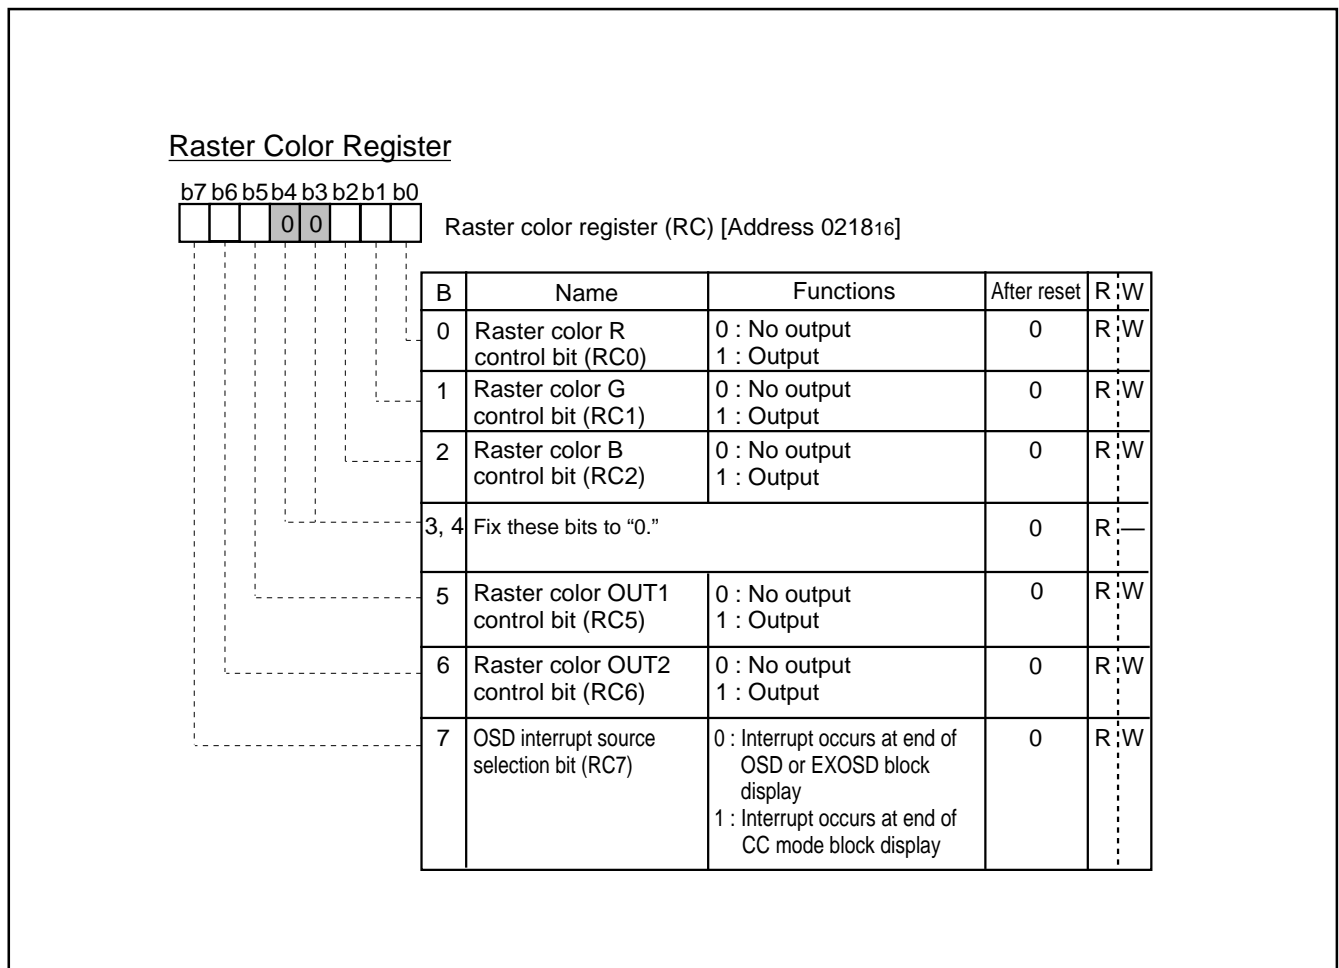 Raster Color Register
b7 b6 b5 b4 b3 b2 b1 b0
0 0
Raster color register (RC) [Address 021816]
B Name Functions After reset R W
0 Raster color R control bit (RC0) 0 : No output 0 R W
1 : Output
1 Raster color G control bit (RC1) 0 : No output 0 R W
1 : Output
2 Raster color B control bit (RC2) 0 : No output 0 R W
1 : Output
3, 4 Fix these bits to “0.” 0 R —
5 Raster color OUT1 control bit (RC5) 0 : No output 0 R W
1 : Output
6 Raster color OUT2 control bit (RC6) 0 : No output 0 R W
1 : Output
7 OSD interrupt source selection bit (RC7) 0 : Interrupt occurs at end of 0 R W
OSD or EXOSD block
display
1 : Interrupt occurs at end of
CC mode block display